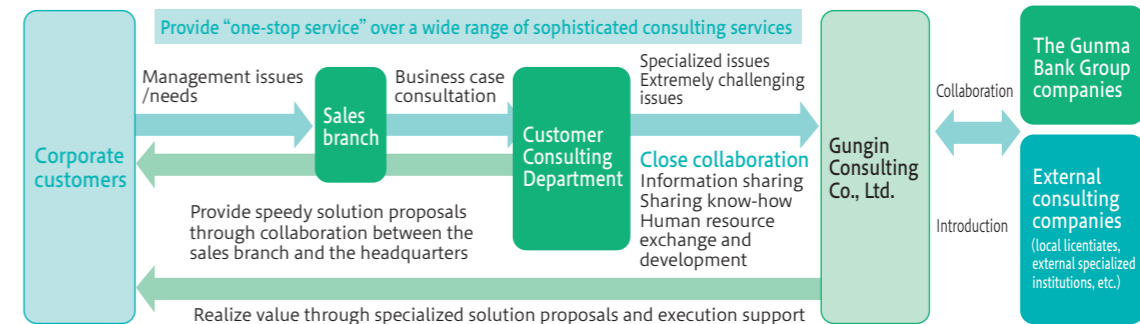 Provide “one-stop service” over a wide range of sophisticated consulting services
Corporate
customers
Management issues
/needs
Sales
branch
Business case
consultation
Customer
Consulting
Department
Specialized issues
Extremely challenging
issues
Close collaboration
Information sharing
Sharing know-how
Human resource
exchange and
development
Provide speedy solution proposals
through collaboration between the
sales branch and the headquarters
Realize value through specialized solution proposals and execution support
Gungin
Consulting
Co., Ltd.
Collaboration
Introduction
The Gunma
Bank Group
companies
External
consulting
companies
(local licentiates,
external specialized
institutions, etc.)